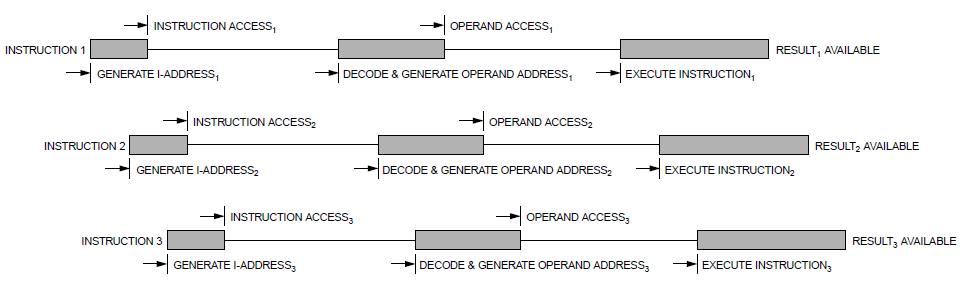 INSTRUCTION ACCESS₁ OPERAND ACCESS₁
INSTRUCTION 1 RESULT₁ AVAILABLE
GENERATE I-ADDRESS₁ DECODE & GENERATE OPERAND ADDRESS₁ EXECUTE INSTRUCTION₁
INSTRUCTION ACCESS₂ OPERAND ACCESS₂
INSTRUCTION 2 RESULT₂ AVAILABLE
GENERATE I-ADDRESS₂ DECODE & GENERATE OPERAND ADDRESS₂ EXECUTE INSTRUCTION₂
INSTRUCTION ACCESS₃ OPERAND ACCESS₃
INSTRUCTION 3 RESULT₃ AVAILABLE
GENERATE I-ADDRESS₃ DECODE & GENERATE OPERAND ADDRESS₃ EXECUTE INSTRUCTION₃